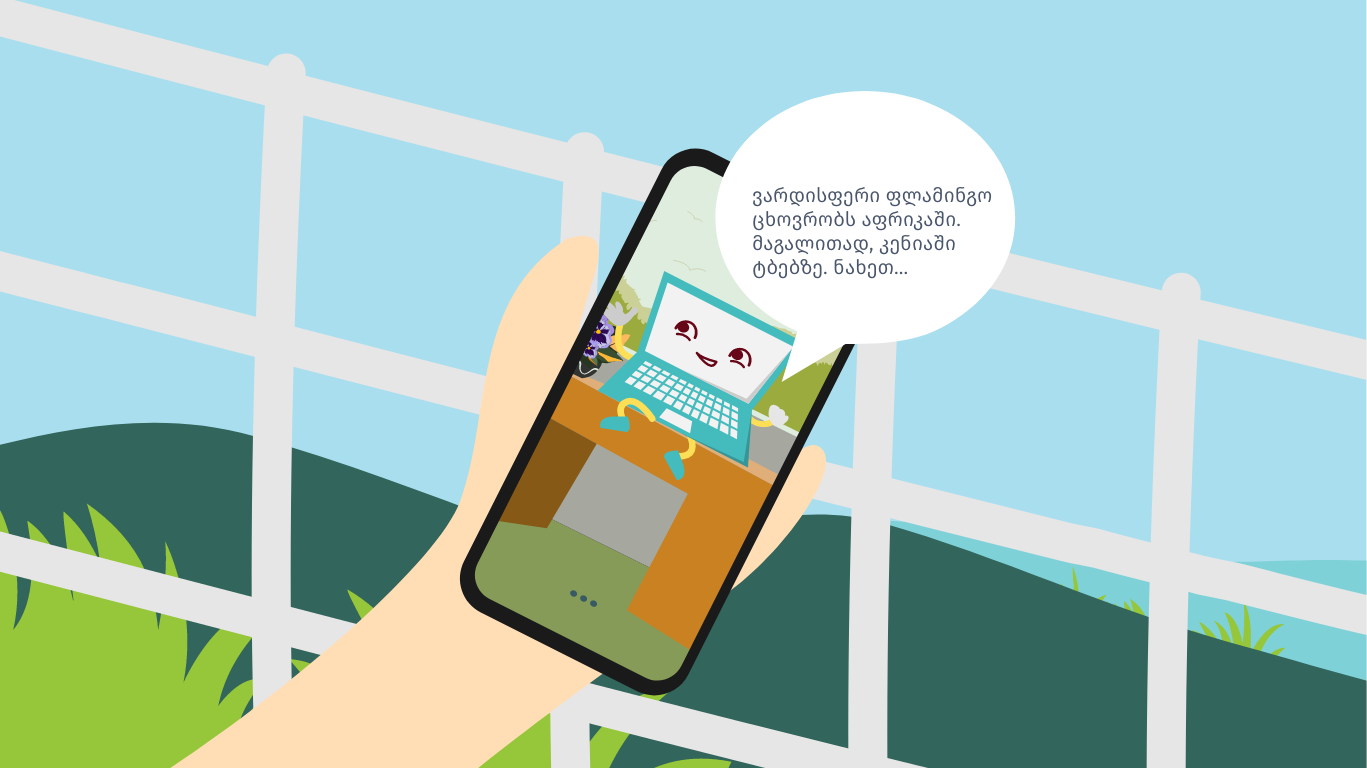 ვარდისფერი ფლამინგო
ცხოვრობს აფრიკაში.
მაგალითად, კენიაში
ტბებზე. ნახეთ...